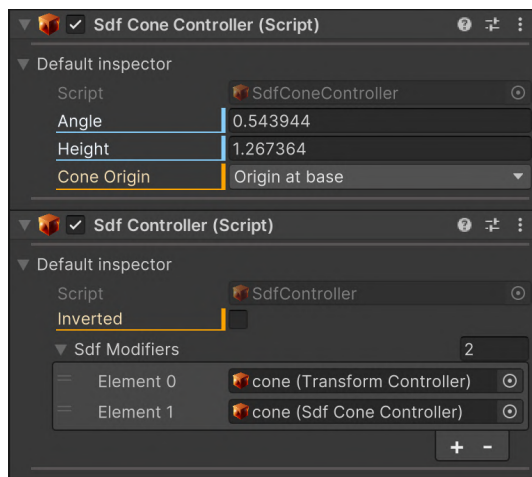 Sdf Cone Controller (Script)
Default inspector
Script SdfConeController
Angle 0.543944
Height 1.267364
Cone Origin Origin at base
Sdf Controller (Script)
Default inspector
Script SdfController
Inverted
Sdf Modifiers 2
Element 0 cone (Transform Controller)
Element 1 cone (Sdf Cone Controller)
+ -